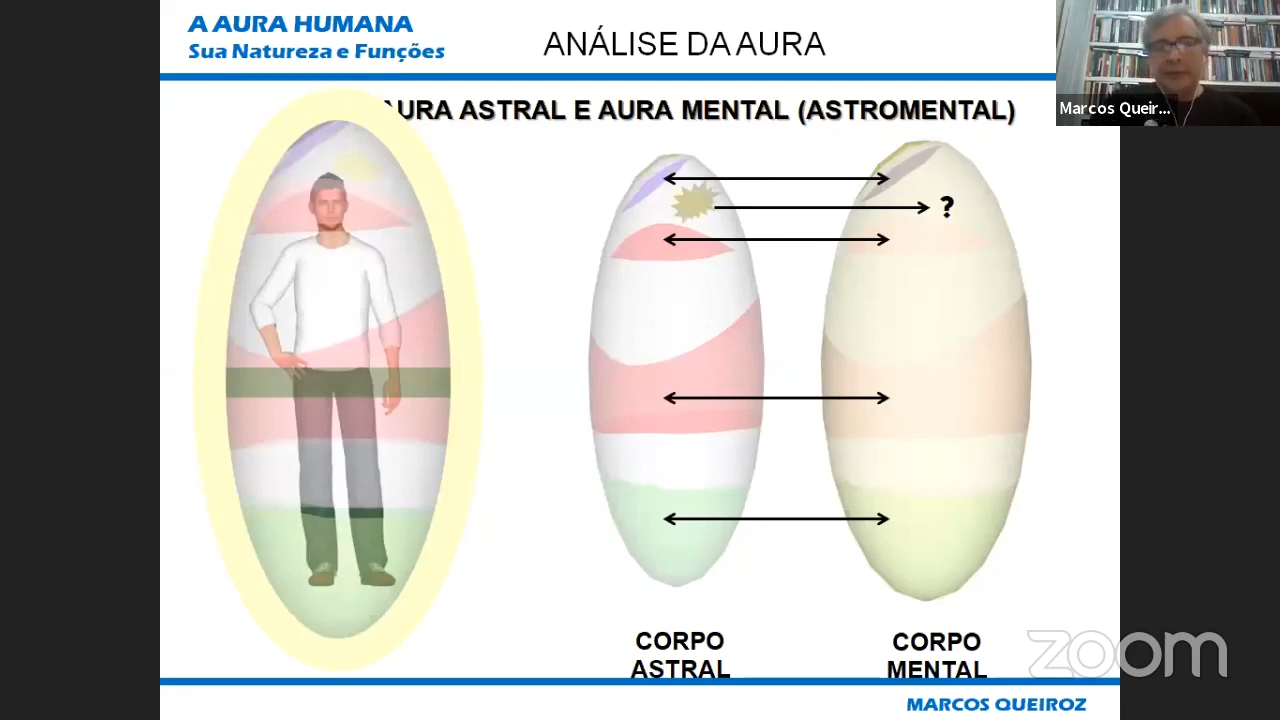 A AURA HUMANA
Sua Natureza e Funções
ANÁLISE DA AURA
Marcos Queir...
AURA ASTRAL E AURA MENTAL (ASTROMENTAL)
?
CORPO
ASTRAL
CORPO
MENTAL
zoom
MARCOS QUEIROZ